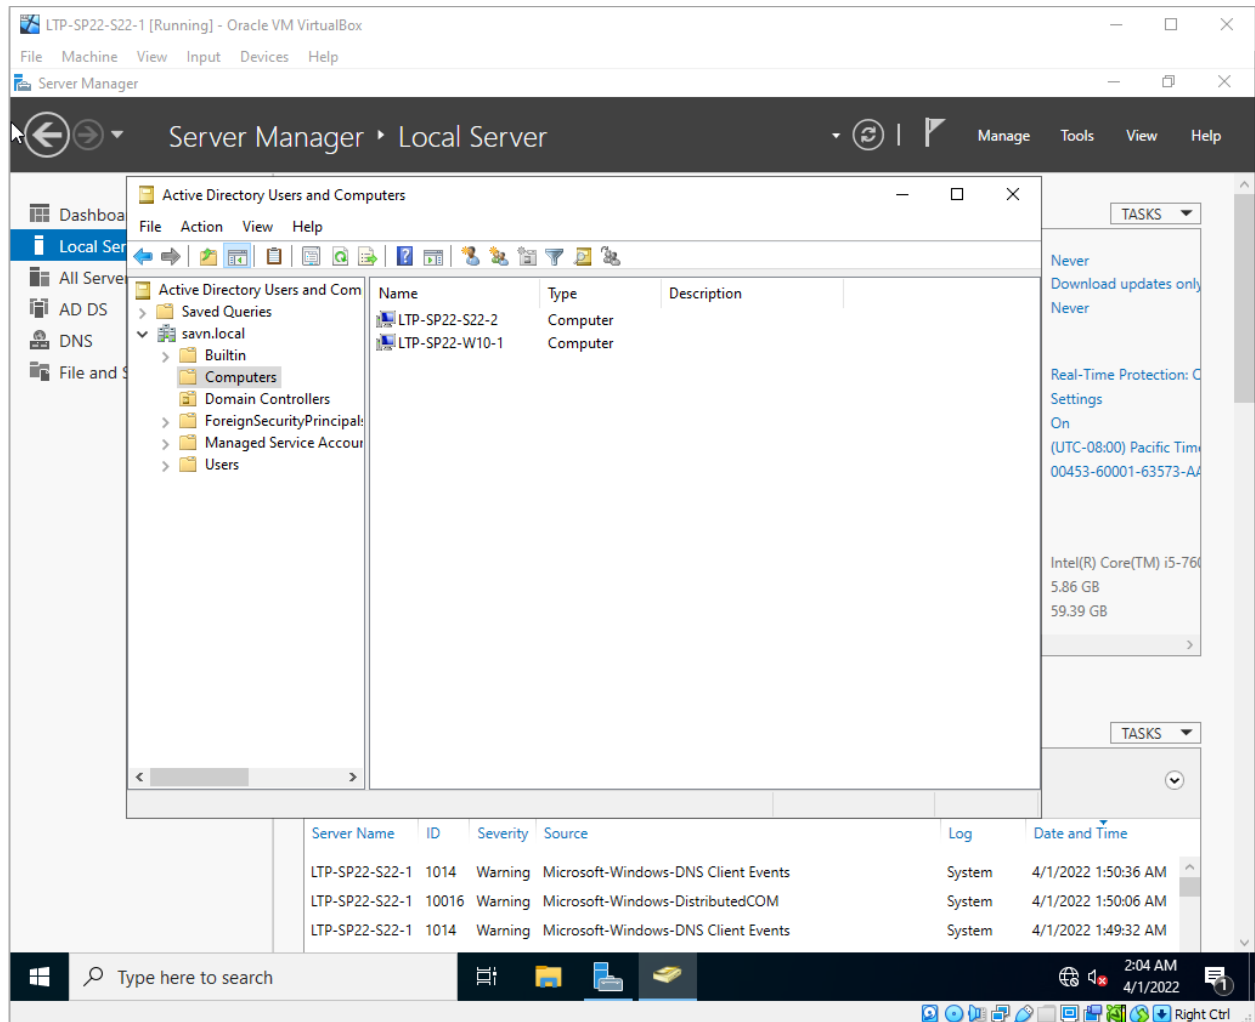 LTP-SP22-S22-1 [Running] - Oracle VM VirtualBox
File Machine View Input Devices Help
Server Manager
Server Manager ‣ Local Server
Manage Tools View Help
Dashboa
Local Ser
All Server
AD DS
DNS
File and S
Active Directory Users and Computers
File Action View Help
Active Directory Users and Com
Saved Queries
savn.local
Builtin
Computers
Domain Controllers
ForeignSecurityPrincipals
Managed Service Accour
Users
Name Type Description
LTP-SP22-S22-2 Computer
LTP-SP22-W10-1 Computer
TASKS
Never
Download updates only
Never
Real-Time Protection: C
Settings
On
(UTC-08:00) Pacific Time
00453-60001-63573-AA
Intel(R) Core(TM) i5-760
5.86 GB
59.39 GB
TASKS
Server Name ID Severity Source Log Date and Time
LTP-SP22-S22-1 1014 Warning Microsoft-Windows-DNS Client Events System 4/1/2022 1:50:36 AM
LTP-SP22-S22-1 10016 Warning Microsoft-Windows-DistributedCOM System 4/1/2022 1:50:06 AM
LTP-SP22-S22-1 1014 Warning Microsoft-Windows-DNS Client Events System 4/1/2022 1:49:32 AM
Type here to search
2:04 AM
4/1/2022
1
Right Ctrl